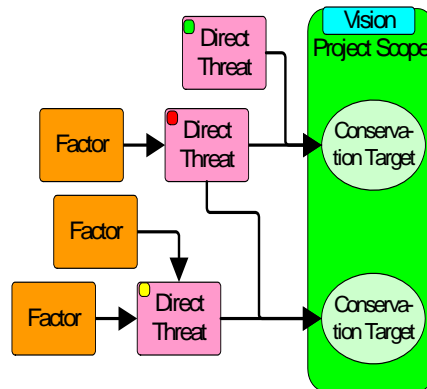 Vision
Project Scope
Direct
Threat
Factor
Direct
Threat
Conserva-
tion Target
Factor
Factor
Direct
Threat
Conserva-
tion Target